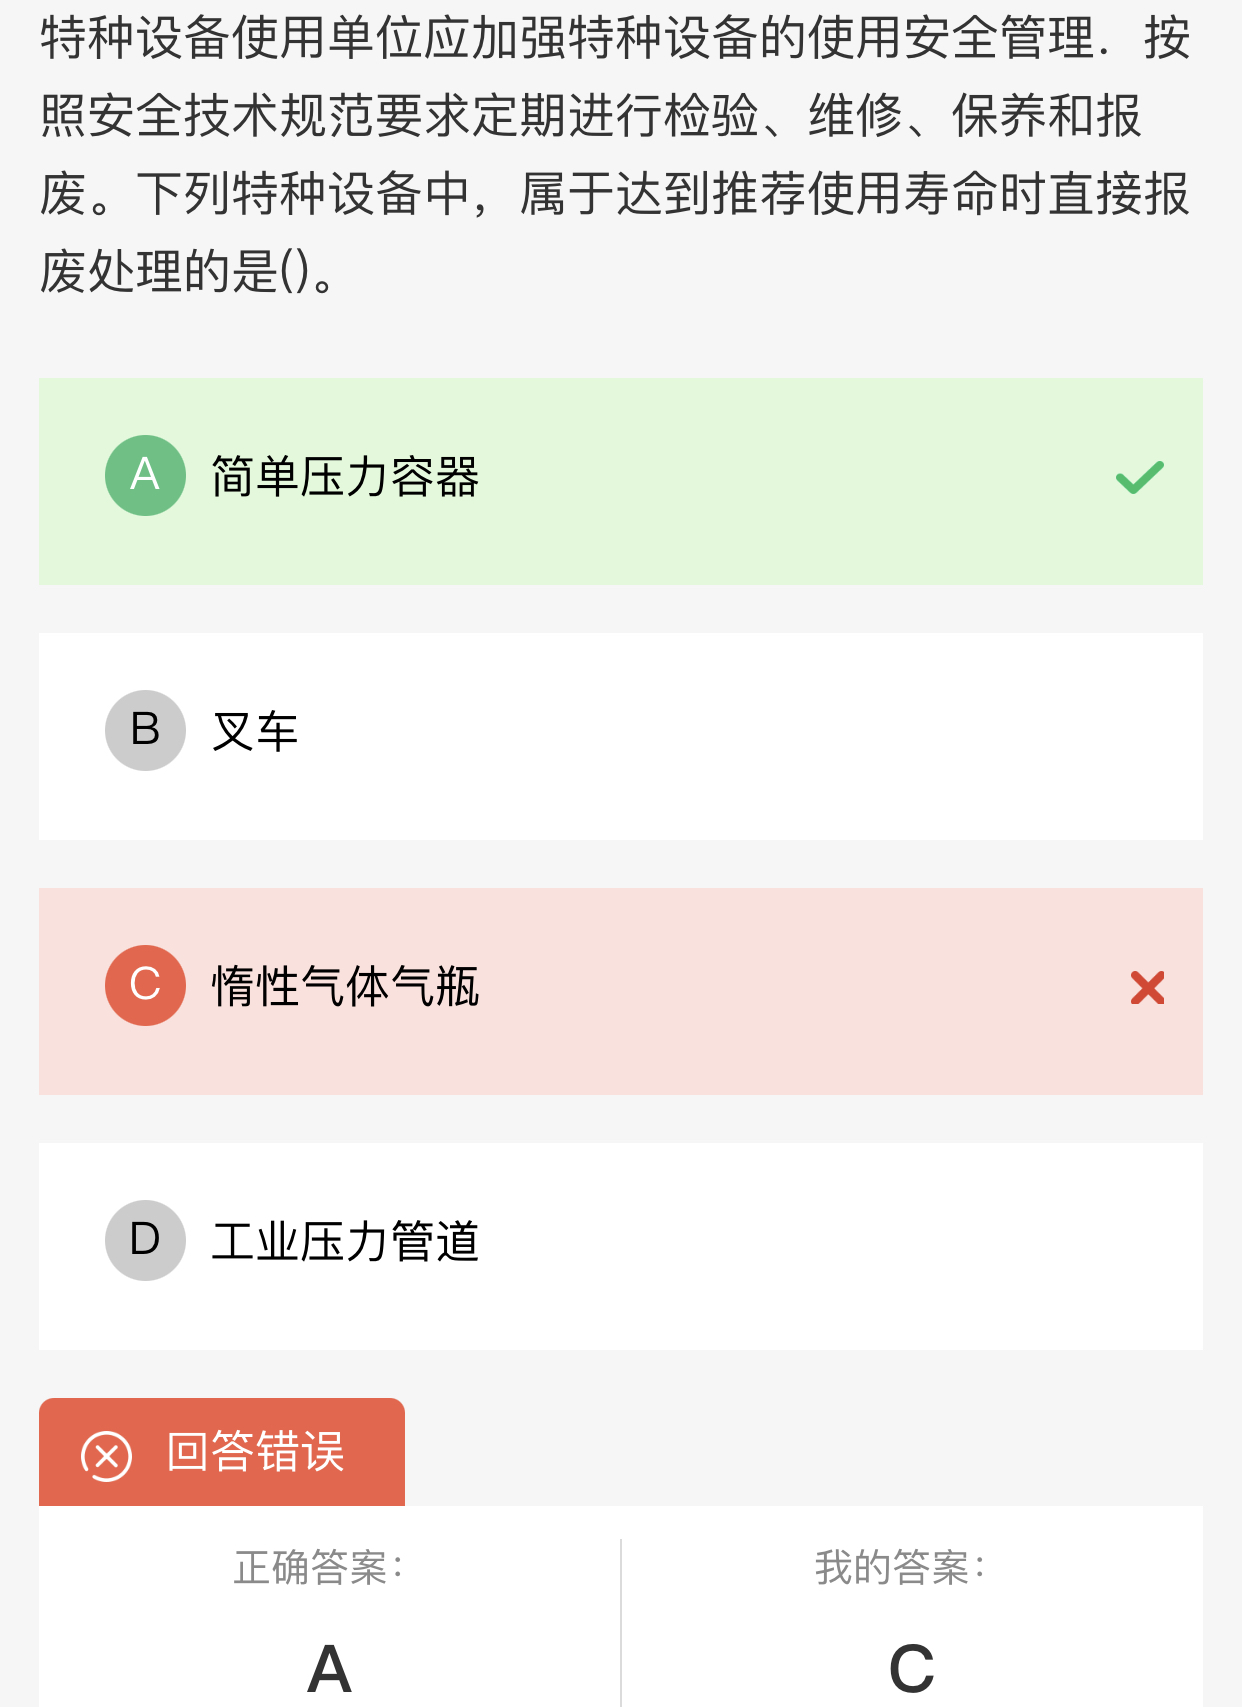 特种设备使用单位应加强特种设备的使用安全管理．按
照安全技术规范要求定期进行检验、维修、保养和报
废。下列特种设备中，属于达到推荐使用寿命时直接报
废处理的是()。
A 简单压力容器
B 叉车
C 惰性气体气瓶
D 工业压力管道
回答错误
正确答案： 我的答案：
A C